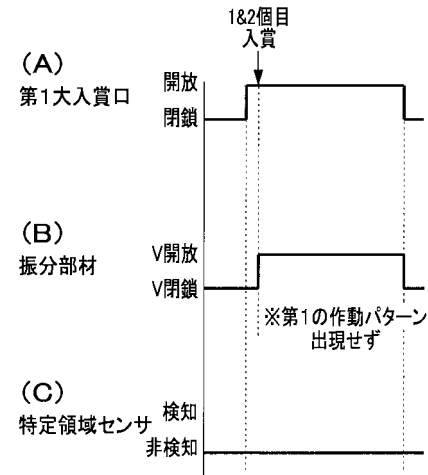 1&2個目
入賞
(A)
第1大入賞口
開放
閉鎖
(B)
振分部材
V開放
V閉鎖
※第1の作動パターン
出現せず
(C)
特定領域センサ
検知
非検知